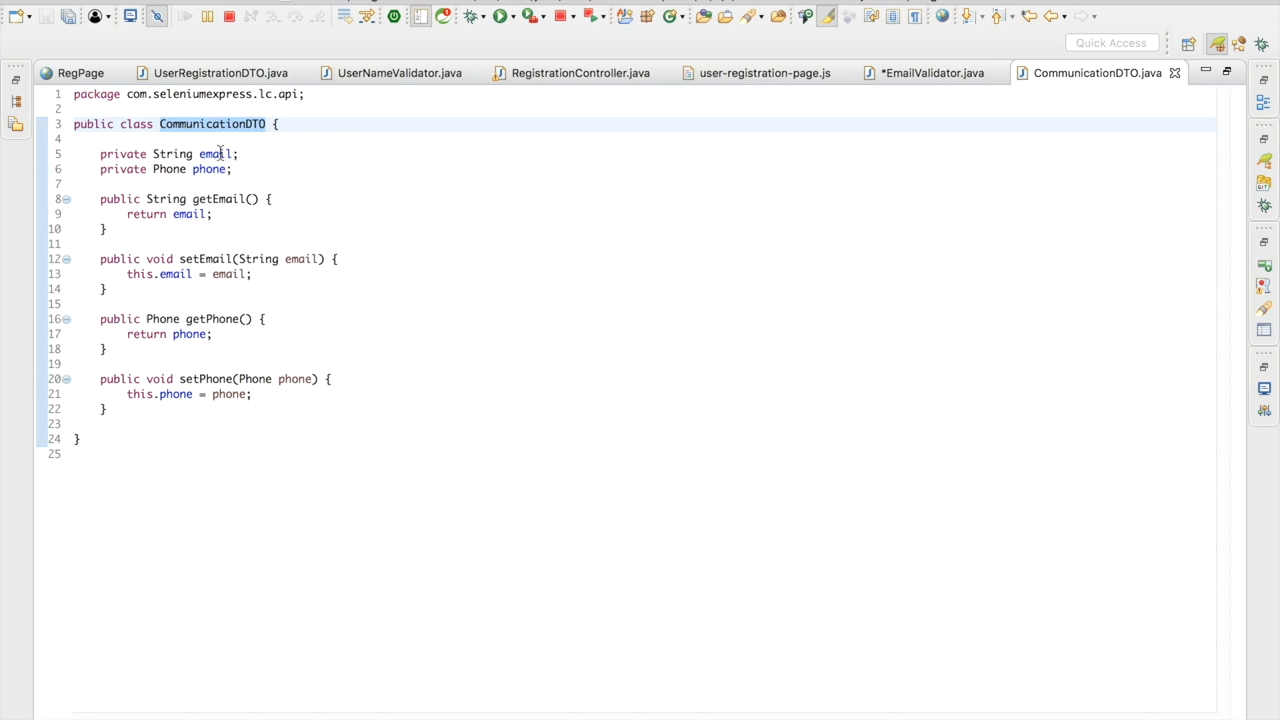 Quick Access
RegPage
UserRegistrationDTO.java
UserNameValidator.java
RegistrationController.java
user-registration-page.js
*EmailValidator.java
CommunicationDTO.java
1 package com.seleniumexpress.lc.api;
2
3 public class CommunicationDTO {
4
5 private String email;
6 private Phone phone;
7
8 public String getEmail() {
9 return email;
10 }
11
12 public void setEmail(String email) {
13 this.email = email;
14 }
15
16 public Phone getPhone() {
17 return phone;
18 }
19
20 public void setPhone(Phone phone) {
21 this.phone = phone;
22 }
23
24 }
25